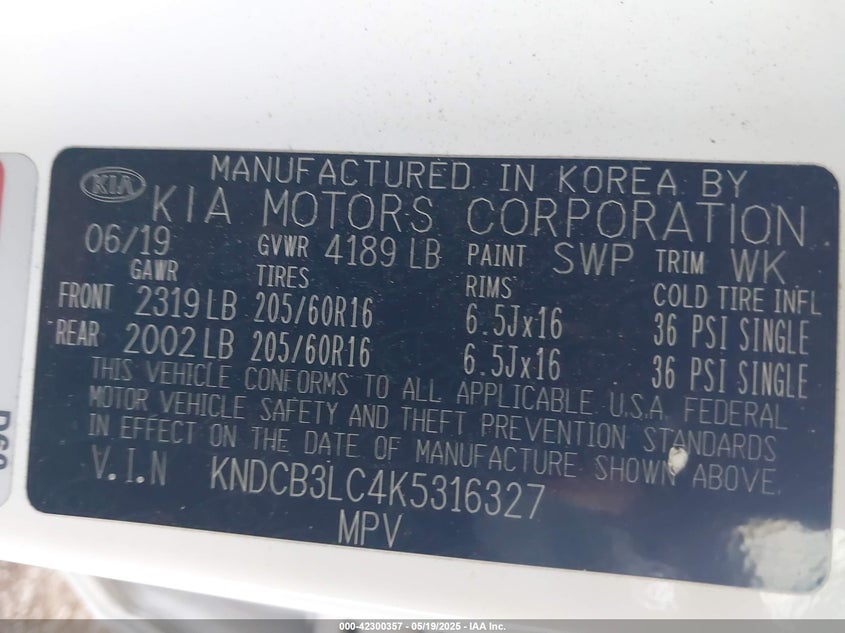 MANUFACTURED IN KOREA BY
KIA KIA MOTORS CORPORATION
06/19 GVWR 4189 LB PAINT SWP TRIM WK
GAWR TIRES RIMS COLD TIRE INFL
FRONT 2319 LB 205/60R16 6.5Jx16 36 PSI SINGLE
REAR 2002 LB 205/60R16 6.5Jx16 36 PSI SINGLE
THIS VEHICLE CONFORMS TO ALL APPLICABLE U.S.A. FEDERAL
MOTOR VEHICLE SAFETY AND THEFT PREVENTION STANDARDS
IN EFFECT ON THE DATE OF MANUFACTURE SHOWN ABOVE.
V.I.N KNDCB3LC4K5316327
MPV
000-42300357 - 05/19/2025 - IAA Inc.